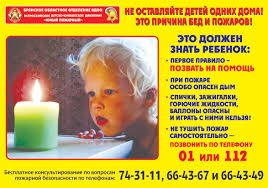 БРЯНСКОЕ ОБЛАСТНОЕ ОТДЕЛЕНИЕ ВДПО
ВСЕРОССИЙСКОЕ ДЕТСКО-ЮНОШЕСКОЕ ДВИЖЕНИЕ
"ЮНЫЙ ПОЖАРНЫЙ"
НЕ ОСТАВЛЯЙТЕ ДЕТЕЙ ОДНИХ ДОМА!
ЭТО ПРИЧИНА БЕД И ПОЖАРОВ!
ЭТО ДОЛЖЕН
ЗНАТЬ РЕБЕНОК:
• ПЕРВОЕ ПРАВИЛО -
ПОЗВАТЬ НА ПОМОЩЬ
• ПРИ ПОЖАРЕ
ОСОБО ОПАСЕН ДЫМ
• СПИЧКИ, ЗАЖИГАЛКИ,
ГОРЮЧИЕ ЖИДКОСТИ,
БАЛЛОНЫ ОПАСНЫ
И ИГРАТЬ С НИМИ НЕЛЬЗЯ!
• НЕ ТУШИТЬ ПОЖАР
САМОСТОЯТЕЛЬНО —
ПОЗВОНИТЬ ПО ТЕЛЕФОНУ
01 или 112
Бесплатное консультирование по вопросам
пожарной безопасности по телефонам:
74-31-11, 66-43-67 и 66-43-49